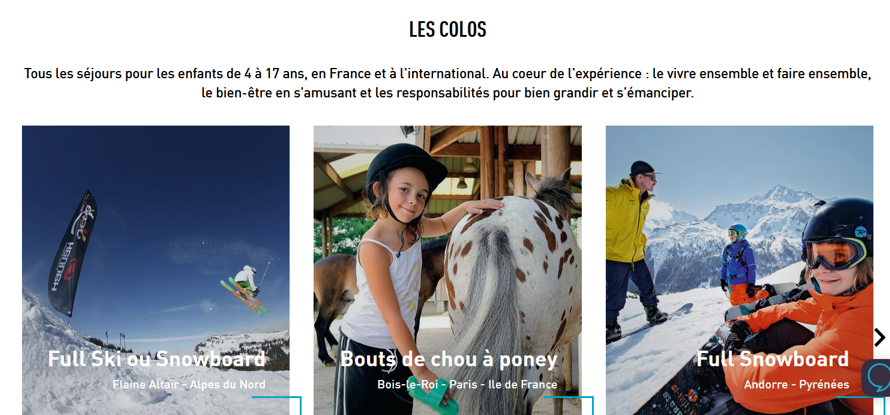 LES COLOS
Tous les séjours pour les enfants de 4 à 17 ans, en France et à l'international. Au coeur de l'expérience : le vivre ensemble et faire ensemble,
le bien-être en s'amusant et les responsabilités pour bien grandir et s'émanciper.
Full Ski ou Snowboard
Flaine Altaïr - Alpes du Nord
Bouts de chou à poney
Bois-le-Roi - Paris - Ile de France
Full Snowboard
Andorre - Pyrénées